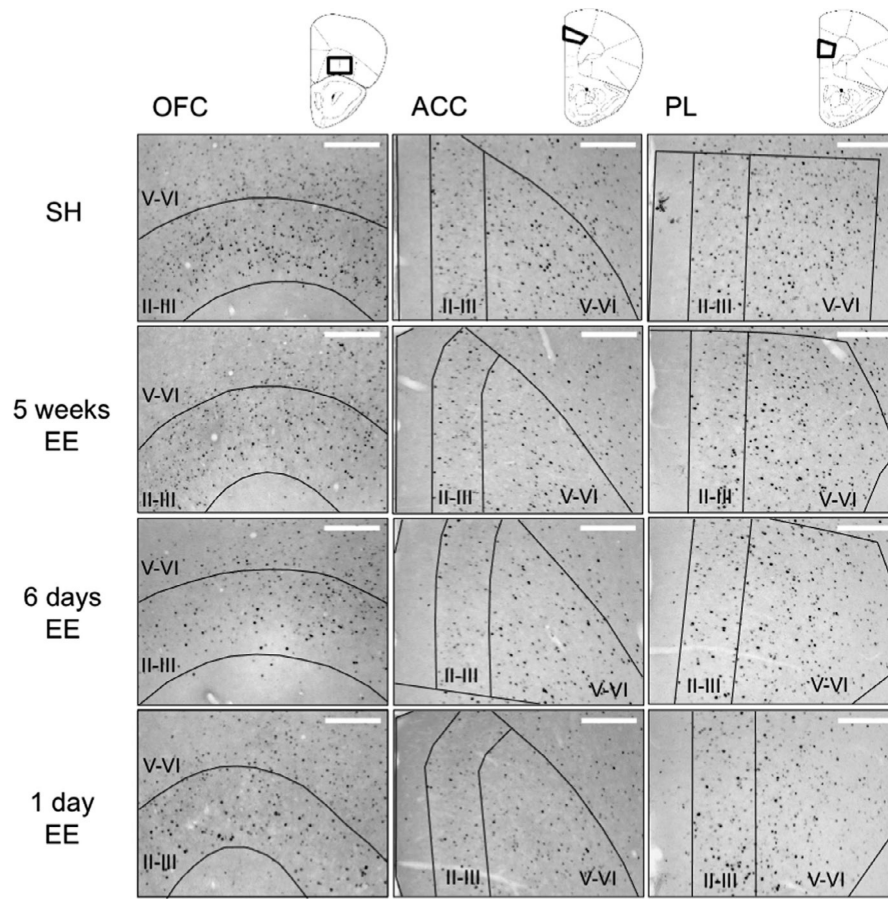 OFC ACC PL
SH
V-VI
II-III
II-III V-VI
II-III V-VI
5 weeks
EE
V-VI
II-III
II-III V-VI
II-III V-VI
6 days
EE
V-VI
II-III
II-III V-VI
II-III V-VI
1 day
EE
V-VI
II-III
II-III V-VI
II-III V-VI